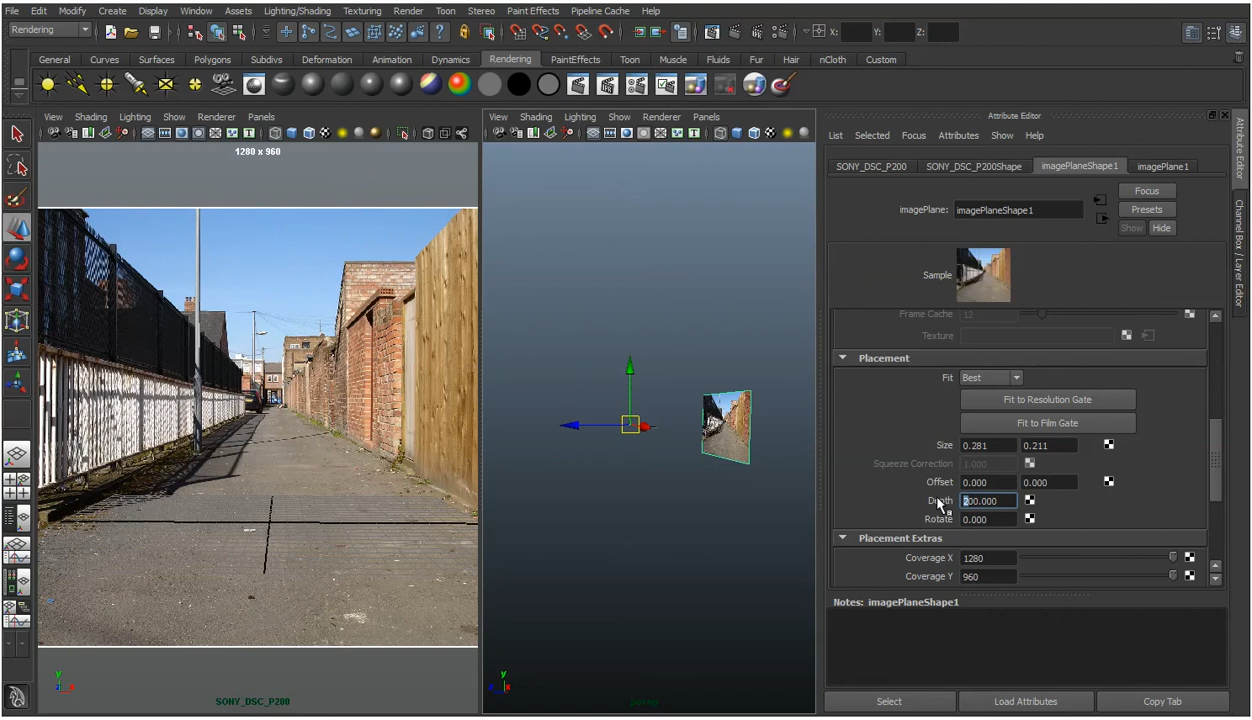 File Edit Modify Create Display Window Assets Lighting/Shading Texturing Render Toon Stereo Paint Effects Pipeline Cache Help
Rendering X: Y: Z:
General Curves Surfaces Polygons Subdivs Deformation Animation Dynamics Rendering PaintEffects Toon Muscle Fluids Fur Hair nCloth Custom
View Shading Lighting Show Renderer Panels
1280 x 960
SONY_DSC_P200
View Shading Lighting Show Renderer Panels
persp
Attribute Editor
List Selected Focus Attributes Show Help
SONY_DSC_P200 SONY_DSC_P200Shape imagePlaneShape1 imagePlane1
imagePlane: imagePlaneShape1
Focus
Presets
Show Hide
Sample
Frame Cache 12
Texture
Placement
Fit Best
Fit to Resolution Gate
Fit to Film Gate
Size 0.281 0.211
Squeeze Correction 1.000
Offset 0.000 0.000
Depth 200.000
Rotate 0.000
Placement Extras
Coverage X 1280
Coverage Y 960
Notes: imagePlaneShape1
Select Load Attributes Copy Tab
Attribute Editor
Channel Box / Layer Editor